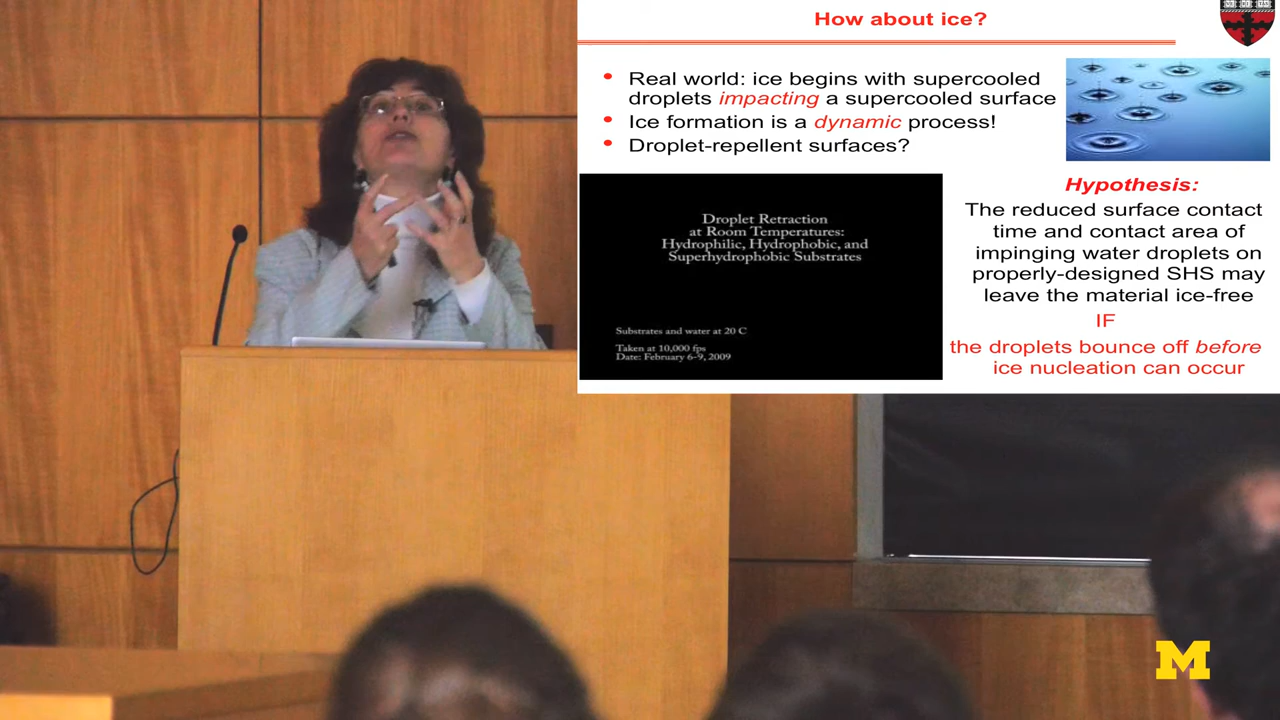 How about ice?
• Real world: ice begins with supercooled
droplets impacting a supercooled surface
• Ice formation is a dynamic process!
• Droplet-repellent surfaces?
Droplet Retraction
at Room Temperatures:
Hydrophilic, Hydrophobic, and
Superhydrophobic Substrates
Substrates and water at 20 C
Taken at 10,000 fps
Date: February 6-9, 2009
Hypothesis:
The reduced surface contact
time and contact area of
impinging water droplets on
properly-designed SHS may
leave the material ice-free
IF
the droplets bounce off before
ice nucleation can occur
M